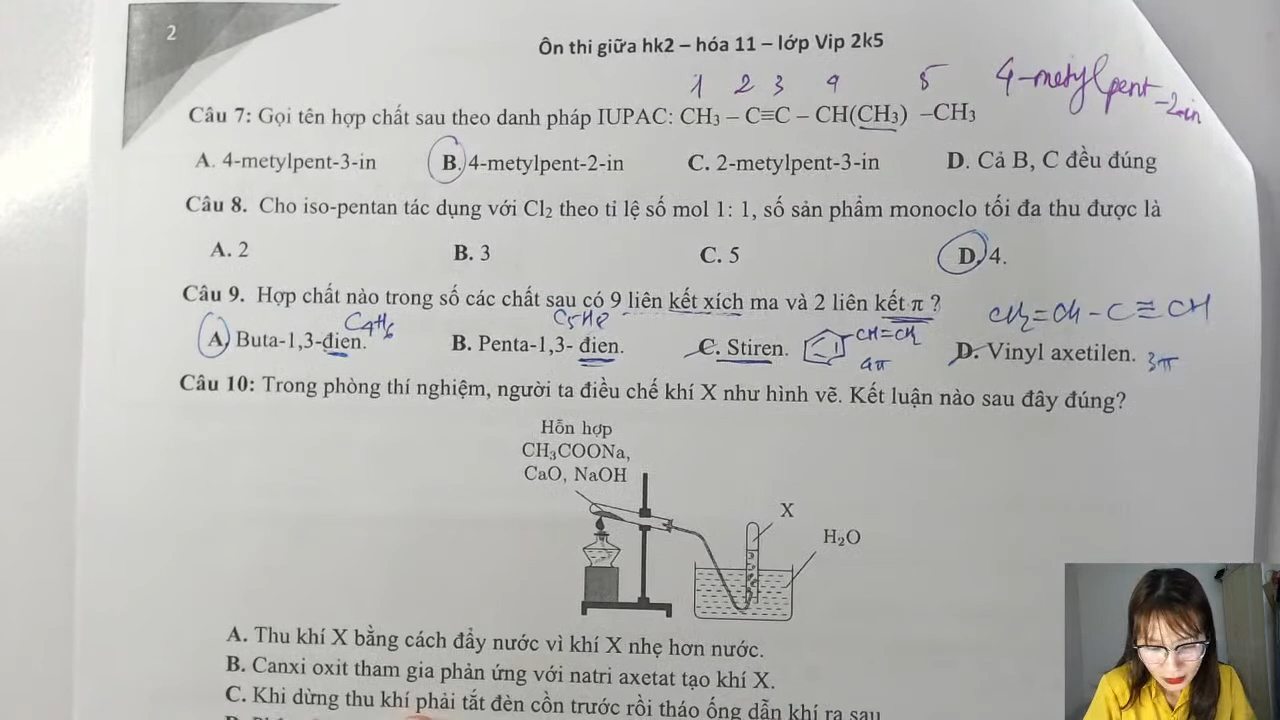 2
Ôn thi giữa hk2 – hóa 11 – lớp Vip 2k5
1 2 3 4 5 4-metylpent-2-in
Câu 7: Gọi tên hợp chất sau theo danh pháp IUPAC: CH₃ – C≡C – CH(CH₃) –CH₃
A. 4-metylpent-3-in B. 4-metylpent-2-in C. 2-metylpent-3-in D. Cả B, C đều đúng
Câu 8. Cho iso-pentan tác dụng với Cl₂ theo tỉ lệ số mol 1: 1, số sản phẩm monoclo tối đa thu được là
A. 2 B. 3 C. 5 D. 4.
Câu 9. Hợp chất nào trong số các chất sau có 9 liên kết xích ma và 2 liên kết π ?
C₄H₆ C₅H₈ CH₂=CH – C≡CH
A. Buta-1,3-đien. B. Penta-1,3- đien. C. Stiren. CH=CH₂ 4π D. Vinyl axetilen. 3π
Câu 10: Trong phòng thí nghiệm, người ta điều chế khí X như hình vẽ. Kết luận nào sau đây đúng?
Hỗn hợp
CH₃COONa,
CaO, NaOH
X
H₂O
A. Thu khí X bằng cách đẩy nước vì khí X nhẹ hơn nước.
B. Canxi oxit tham gia phản ứng với natri axetat tạo khí X.
C. Khi dừng thu khí phải tắt đèn cồn trước rồi tháo ống dẫn khí ra sau